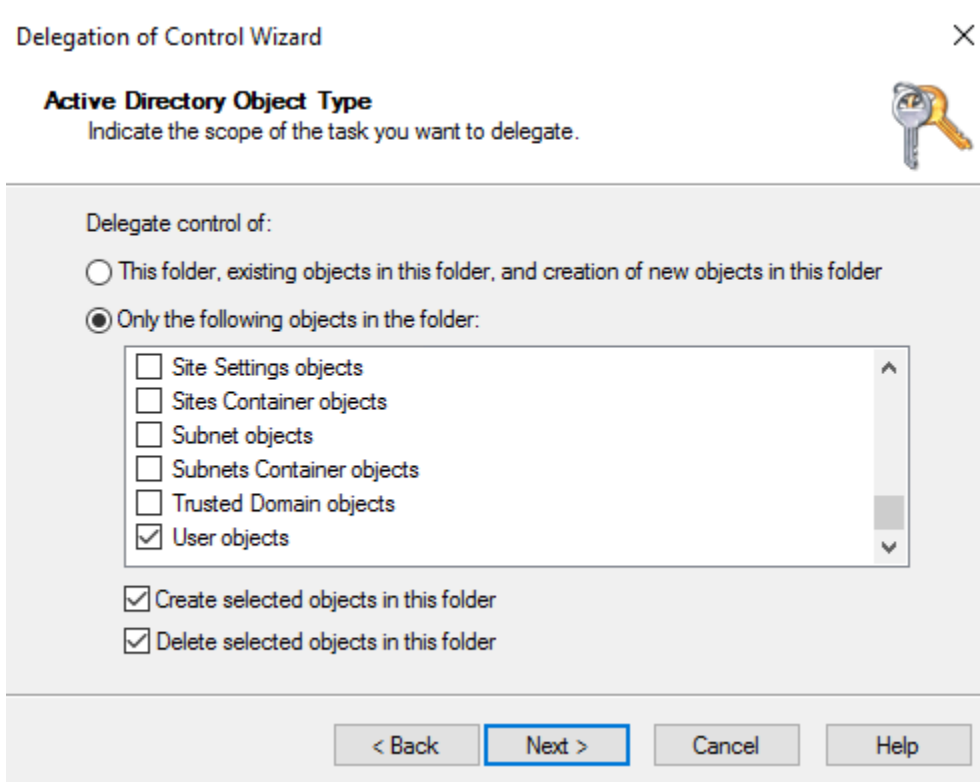 Delegation of Control Wizard
Active Directory Object Type
Indicate the scope of the task you want to delegate.
Delegate control of:
This folder, existing objects in this folder, and creation of new objects in this folder
Only the following objects in the folder:
Site Settings objects
Sites Container objects
Subnet objects
Subnets Container objects
Trusted Domain objects
User objects
Create selected objects in this folder
Delete selected objects in this folder
< Back Next > Cancel Help